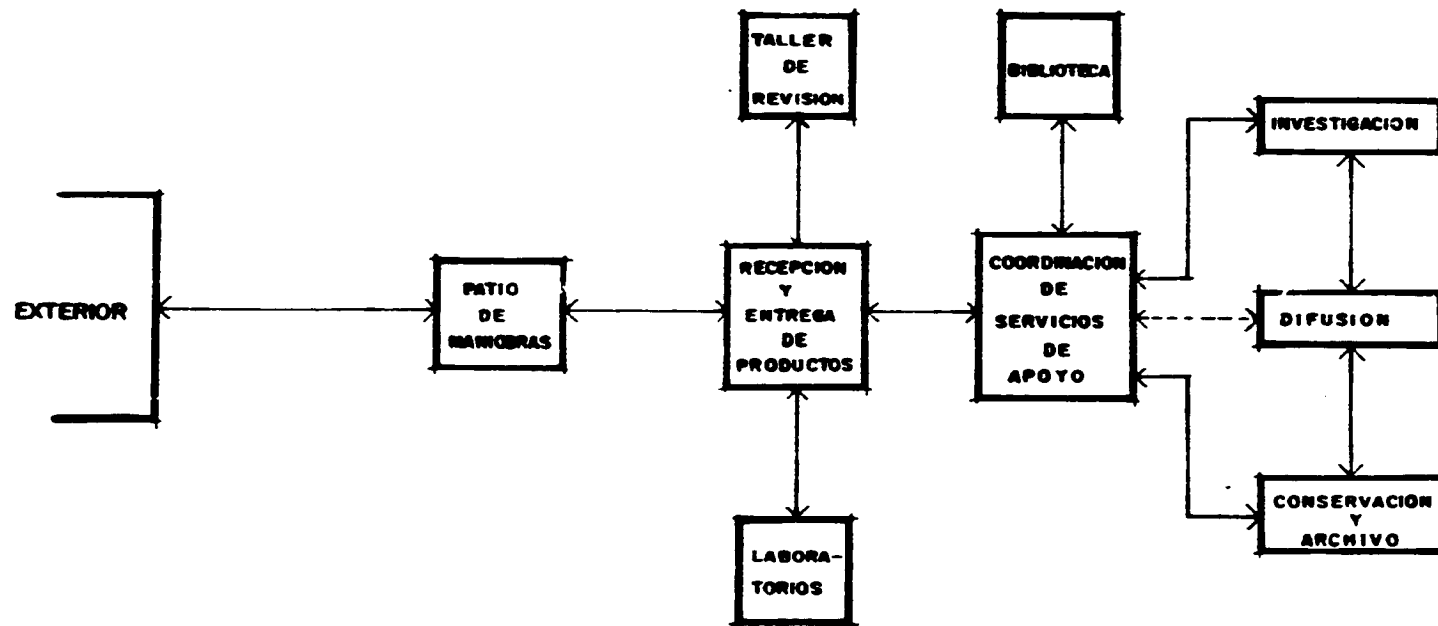 TALLER
DE
REVISION
BIBLIOTECA
INVESTIGACION
EXTERIOR
PATIO
DE
MANIOBRAS
RECEPCION
Y
ENTREGA
DE
PRODUCTOS
COORDINACION
DE
SERVICIOS
DE
APOYO
DIFUSION
LABORA-
TORIOS
CONSERVACION
Y
ARCHIVO